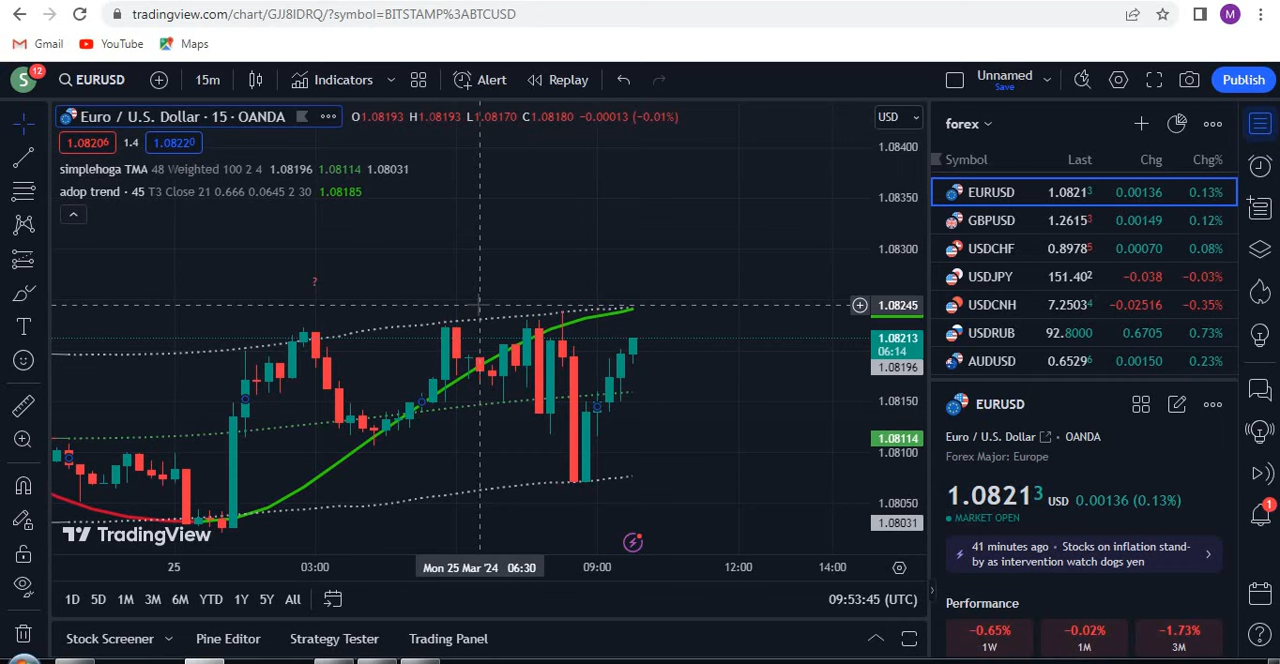 tradingview.com/chart/GJJ8IDRQ/?symbol=BITSTAMP%3ABTCUSD
M
Gmail
YouTube
Maps
S
12
EURUSD
15m
Indicators
Alert
Replay
Unnamed
Save
Publish
Euro / U.S. Dollar · 15 · OANDA
O1.08193 H1.08193 L1.08170 C1.08180 -0.00013 (-0.01%)
USD
1.08206
1.4
1.08220
simplehoga TMA 48 Weighted 100 2 4 1.08196 1.08114 1.08031
adop trend · 45 T3 Close 21 0.666 0.0645 2 30 1.08185
?
1.08400
1.08350
1.08300
1.08245
1.08213
06:14
1.08196
1.08150
1.08114
1.08100
1.08050
1.08031
TradingView
25
03:00
Mon 25 Mar '24 06:30
09:00
12:00
14:00
1D 5D 1M 3M 6M YTD 1Y 5Y All
09:53:45 (UTC)
Stock Screener
Pine Editor
Strategy Tester
Trading Panel
forex
Symbol Last Chg Chg%
EURUSD 1.08213 0.00136 0.13%
GBPUSD 1.26153 0.00149 0.12%
USDCHF 0.89785 0.00070 0.08%
USDJPY 151.402 -0.038 -0.03%
USDCNH 7.25034 -0.02516 -0.35%
USDRUB 92.8000 0.6705 0.73%
AUDUSD 0.65296 0.00150 0.23%
EURUSD
Euro / U.S. Dollar · OANDA
Forex Major: Europe
1.08213 USD 0.00136 (0.13%)
MARKET OPEN
41 minutes ago · Stocks on inflation stand-
by as intervention watch dogs yen
Performance
-0.65%
1W
-0.02%
1M
-1.73%
3M
1